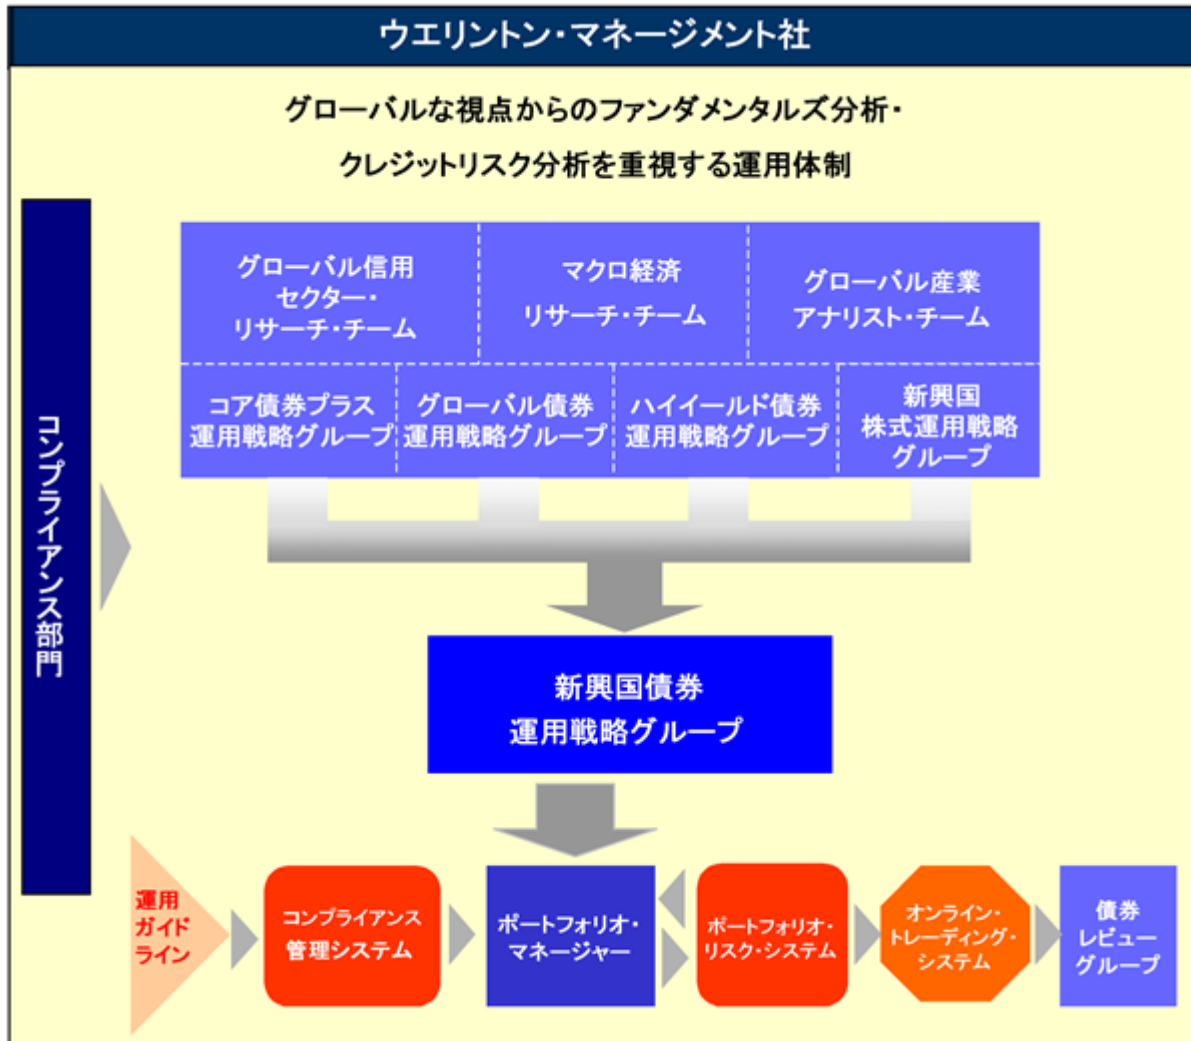 ウエリントン・マネージメント社
グローバルな視点からのファンダメンタルズ分析・
クレジットリスク分析を重視する運用体制
コンプライアンス部門
グローバル信用
セクター・
リサーチ・チーム
マクロ経済
リサーチ・チーム
グローバル産業
アナリスト・チーム
コア債券プラス
運用戦略グループ
グローバル債券
運用戦略グループ
ハイイールド債券
運用戦略グループ
新興国
株式運用戦略
グループ
新興国債券
運用戦略グループ
運用
ガイド
ライン
コンプライアンス
管理システム
ポートフォリオ・
マネージャー
ポートフォリオ・
リスク・システム
オンライン・
トレーディング・
システム
債券
レビュー
グループ